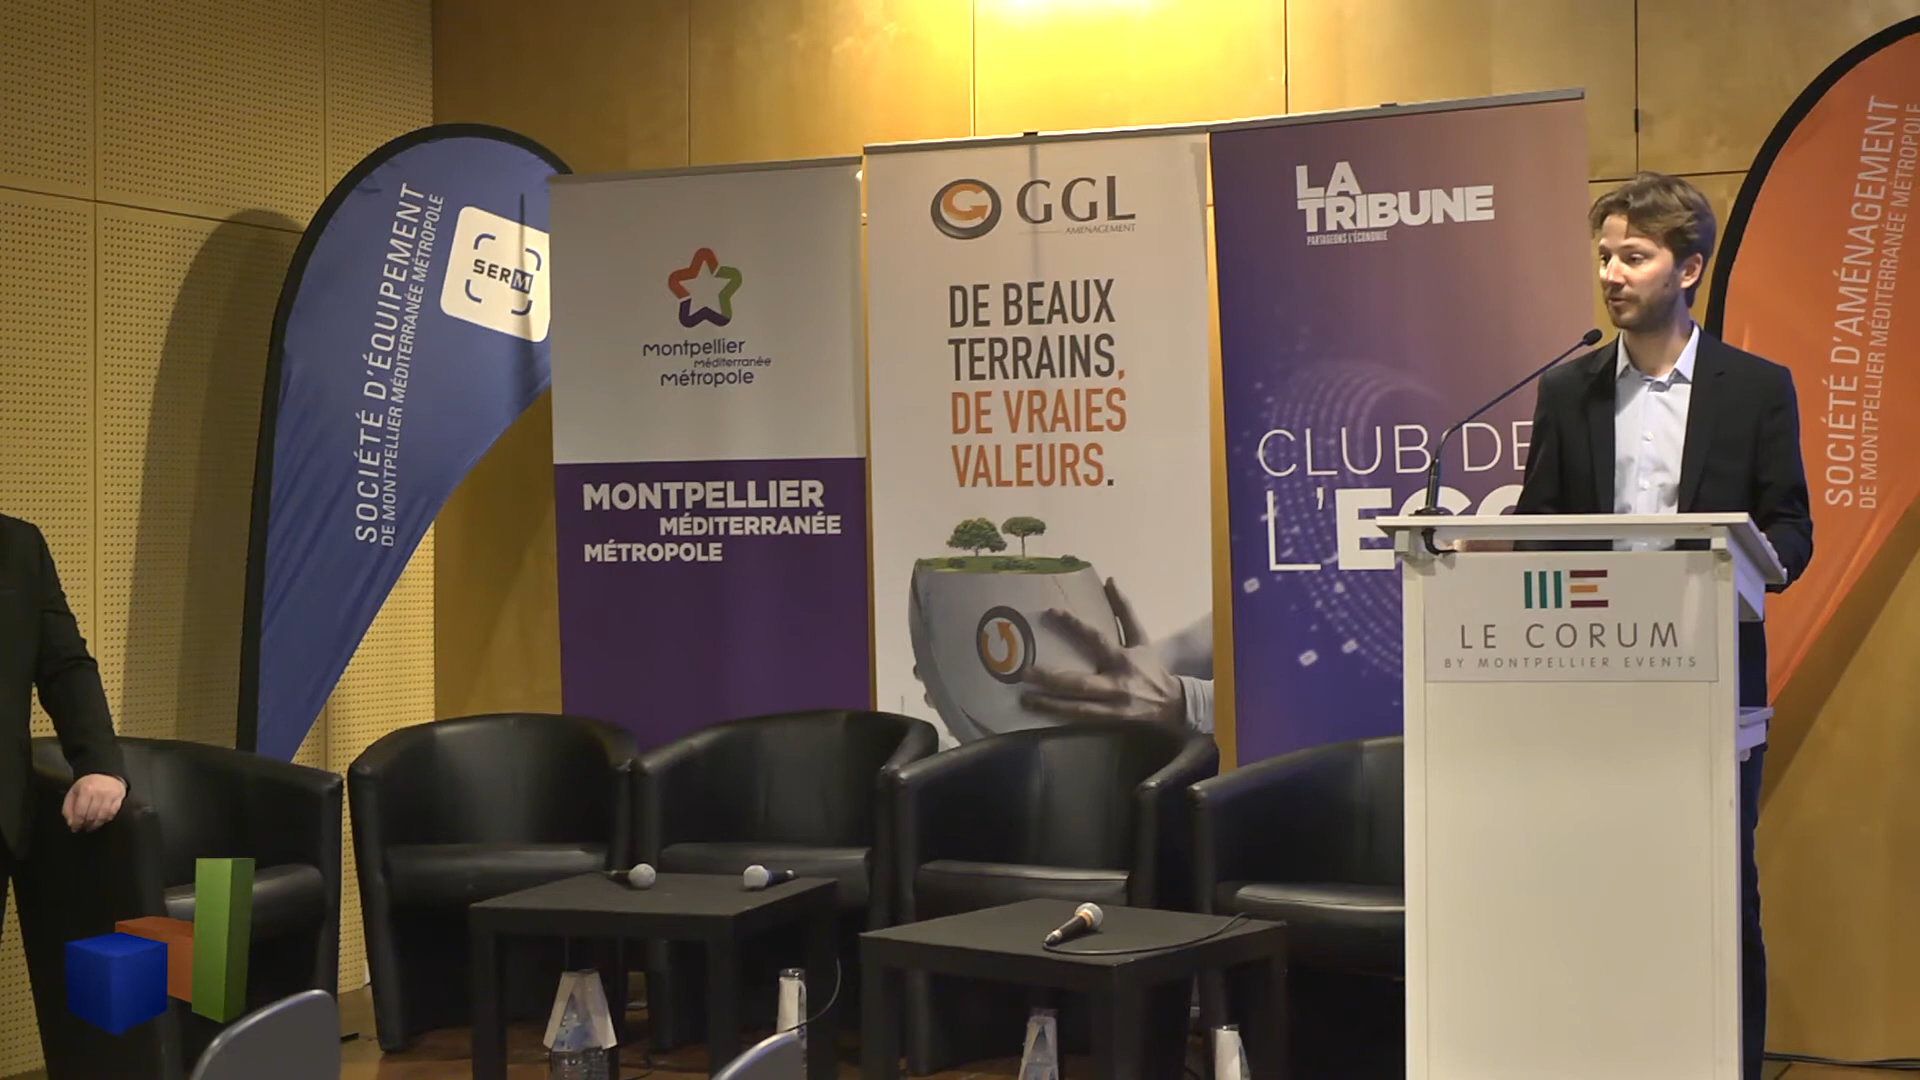 SOCIÉTÉ D'ÉQUIPEMENT
DE MONTPELLIER MÉDITERRANÉE MÉTROPOLE
SERM
montpellier
méditerranée
métropole
MONTPELLIER
MÉDITERRANÉE
MÉTROPOLE
GGL
AMENAGEMENT
DE BEAUX
TERRAINS,
DE VRAIES
VALEURS.
LA
TRIBUNE
PARTAGEONS L'ÉCONOMIE
CLUB DE
L'ECO
LE CORUM
BY MONTPELLIER EVENTS
SOCIÉTÉ D'AMÉNAGEMENT
DE MONTPELLIER MÉDITERRANÉE MÉTROPOLE